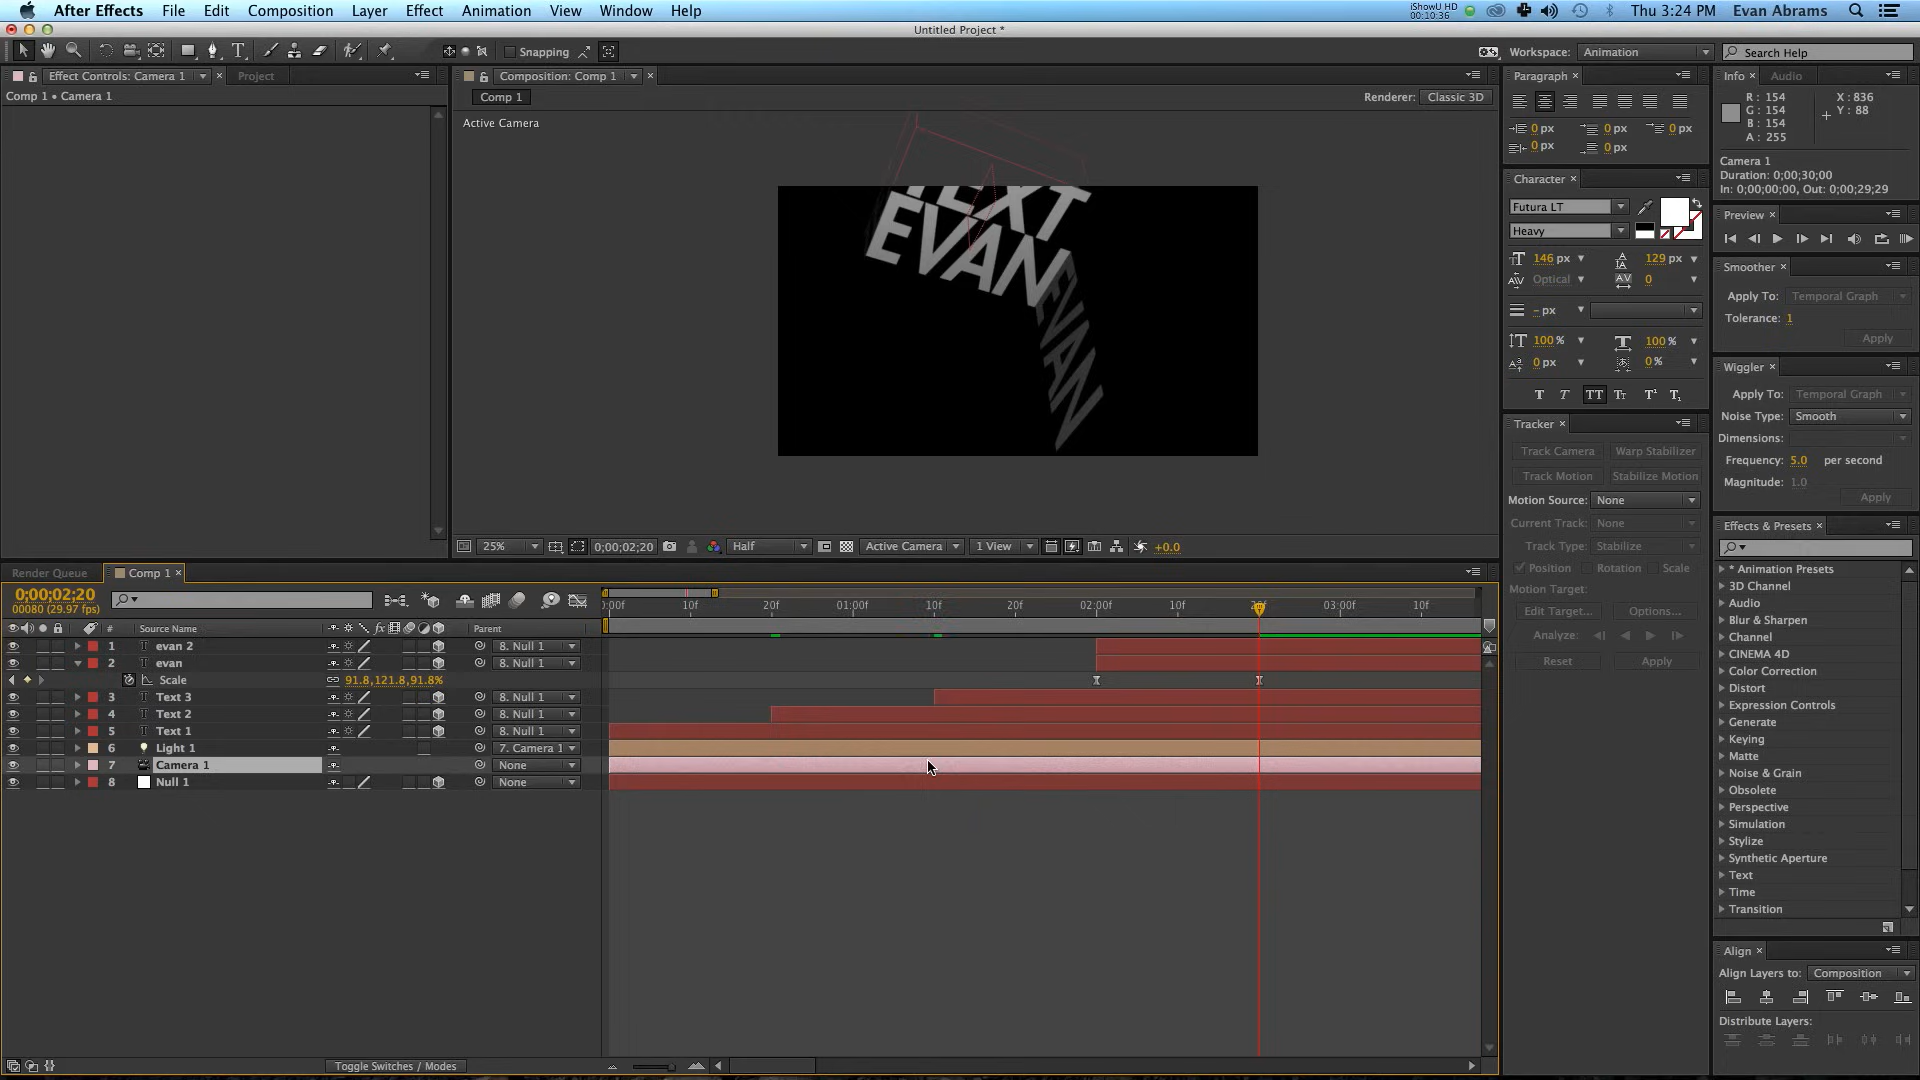 After Effects File Edit Composition Layer Effect Animation View Window Help
iShowU HD
00:10:36
Thu 3:24 PM Evan Abrams
Untitled Project *
Snapping
Workspace: Animation
Search Help
Effect Controls: Camera 1 Project
Comp 1 • Camera 1
Composition: Comp 1
Comp 1
Renderer: Classic 3D
Active Camera
TEXT
EVAN
EVAN
25% 0;00;02;20 Half Active Camera 1 View +0.0
Paragraph
0 px 0 px 0 px
0 px 0 px
Character
Futura LT
Heavy
146 px 129 px
Optical 0
- px
100 % 100 %
0 px 0 %
T T TT Tt T¹ T₁
Tracker
Track Camera Warp Stabilizer
Track Motion Stabilize Motion
Motion Source: None
Current Track: None
Track Type: Stabilize
Position Rotation Scale
Motion Target:
Edit Target... Options...
Analyze:
Reset Apply
Info Audio
R: 154
G: 154
B: 154
A: 255
X: 836
Y: 88
Camera 1
Duration: 0;00;30;00
In: 0;00;00;00, Out: 0;00;29;29
Preview
Smoother
Apply To: Temporal Graph
Tolerance: 1
Apply
Wiggler
Apply To: Temporal Graph
Noise Type: Smooth
Dimensions:
Frequency: 5.0 per second
Magnitude: 1.0
Apply
Effects & Presets
* Animation Presets
3D Channel
Audio
Blur & Sharpen
Channel
CINEMA 4D
Color Correction
Distort
Expression Controls
Generate
Keying
Matte
Noise & Grain
Obsolete
Perspective
Simulation
Stylize
Synthetic Aperture
Text
Time
Transition
Align
Align Layers to: Composition
Distribute Layers:
Render Queue Comp 1
0;00;02;20
00080 (29.97 fps)
:00f 10f 20f 01:00f 10f 20f 02:00f 10f 20f 03:00f 10f
# Source Name fx Parent
1 evan 2 8. Null 1
2 evan 8. Null 1
Scale 91.8,121.8,91.8%
3 Text 3 8. Null 1
4 Text 2 8. Null 1
5 Text 1 8. Null 1
6 Light 1 7. Camera 1
7 Camera 1 None
8 Null 1 None
Toggle Switches / Modes